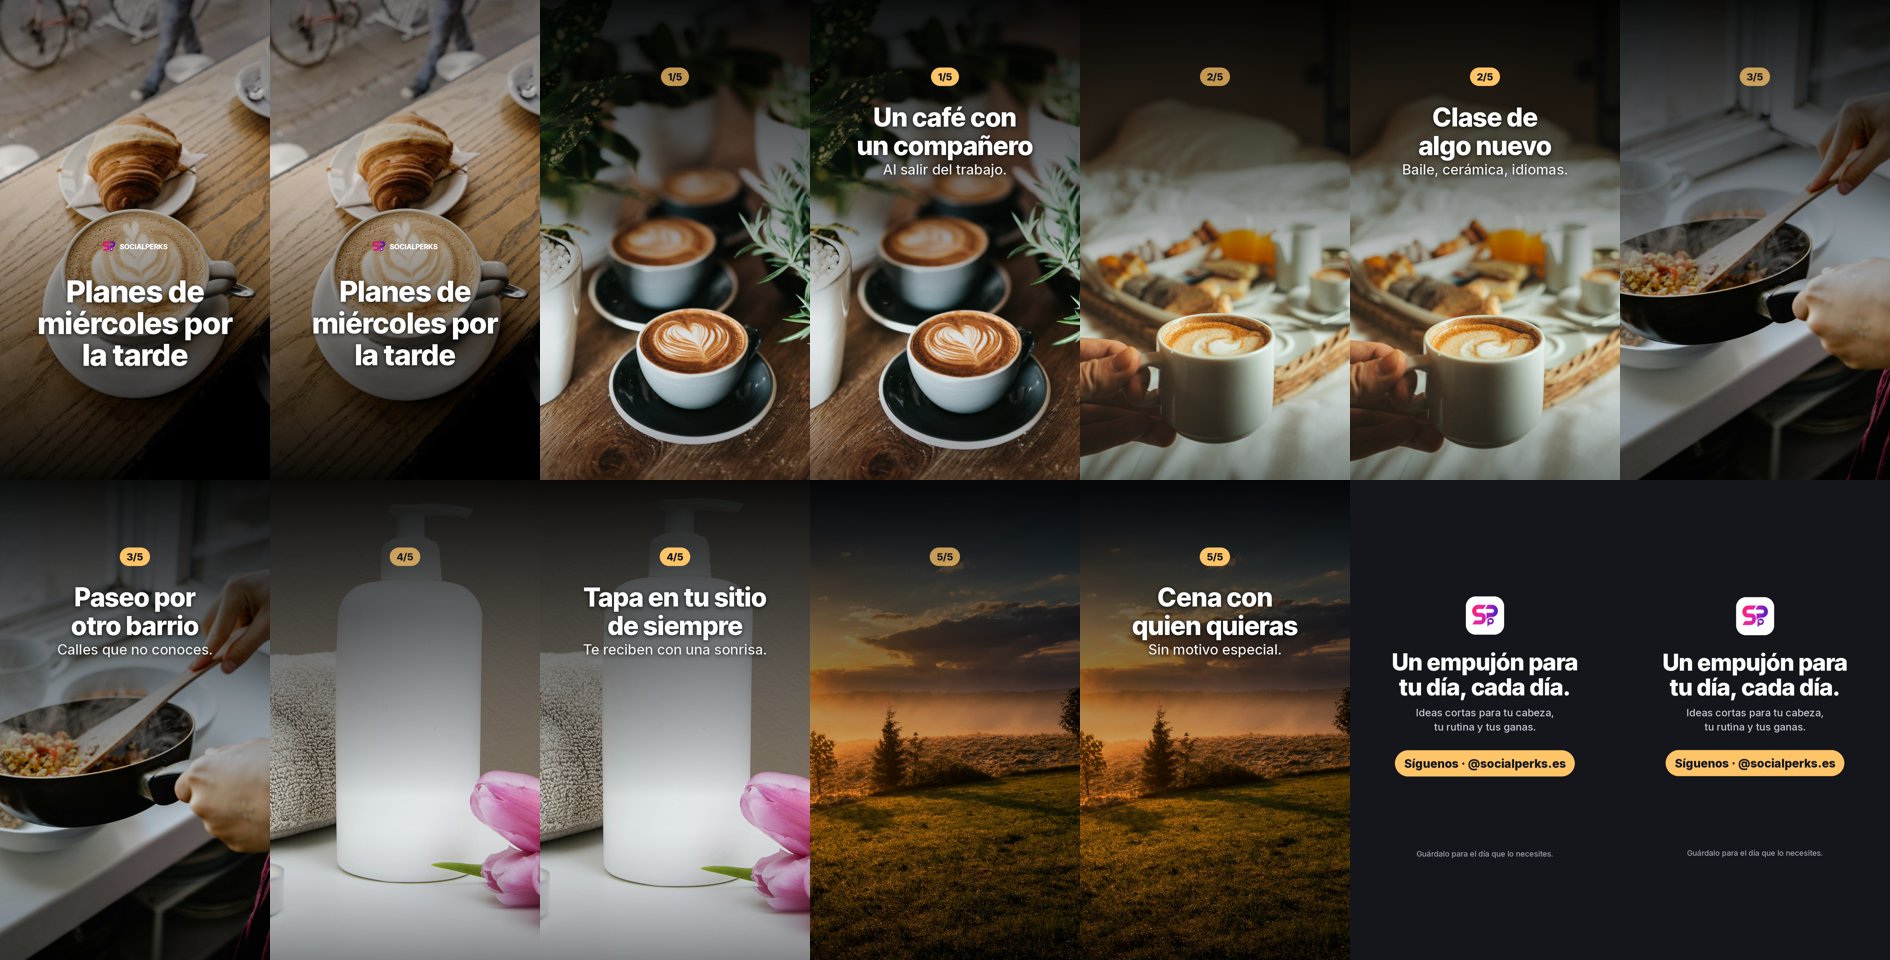 SP SOCIALPERKS
Planes de
miércoles por
la tarde
SP SOCIALPERKS
Planes de
miércoles por
la tarde
1/5
1/5
Un café con
un compañero
Al salir del trabajo.
2/5
2/5
Clase de
algo nuevo
Baile, cerámica, idiomas.
3/5
3/5
Paseo por
otro barrio
Calles que no conoces.
4/5
4/5
Tapa en tu sitio
de siempre
Te reciben con una sonrisa.
5/5
5/5
Cena con
quien quieras
Sin motivo especial.
SPP
Un empujón para
tu día, cada día.
Ideas cortas para tu cabeza,
tu rutina y tus ganas.
Síguenos · @socialperks.es
Guárdalo para el día que lo necesites.
SPP
Un empujón para
tu día, cada día.
Ideas cortas para tu cabeza,
tu rutina y tus ganas.
Síguenos · @socialperks.es
Guárdalo para el día que lo necesites.